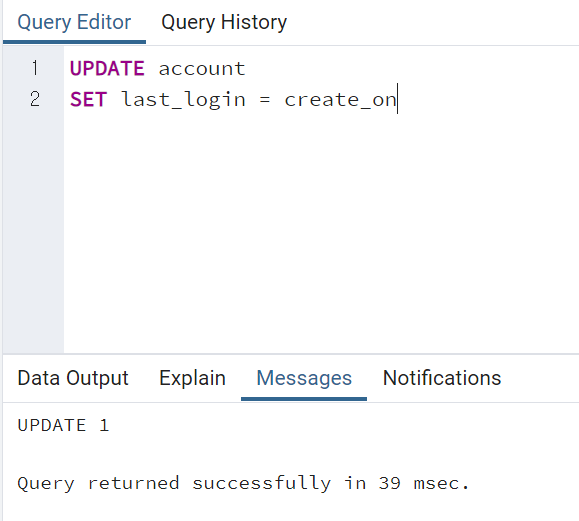 Query Editor Query History
1 UPDATE account
2 SET last_login = create_on
Data Output Explain Messages Notifications
UPDATE 1
Query returned successfully in 39 msec.